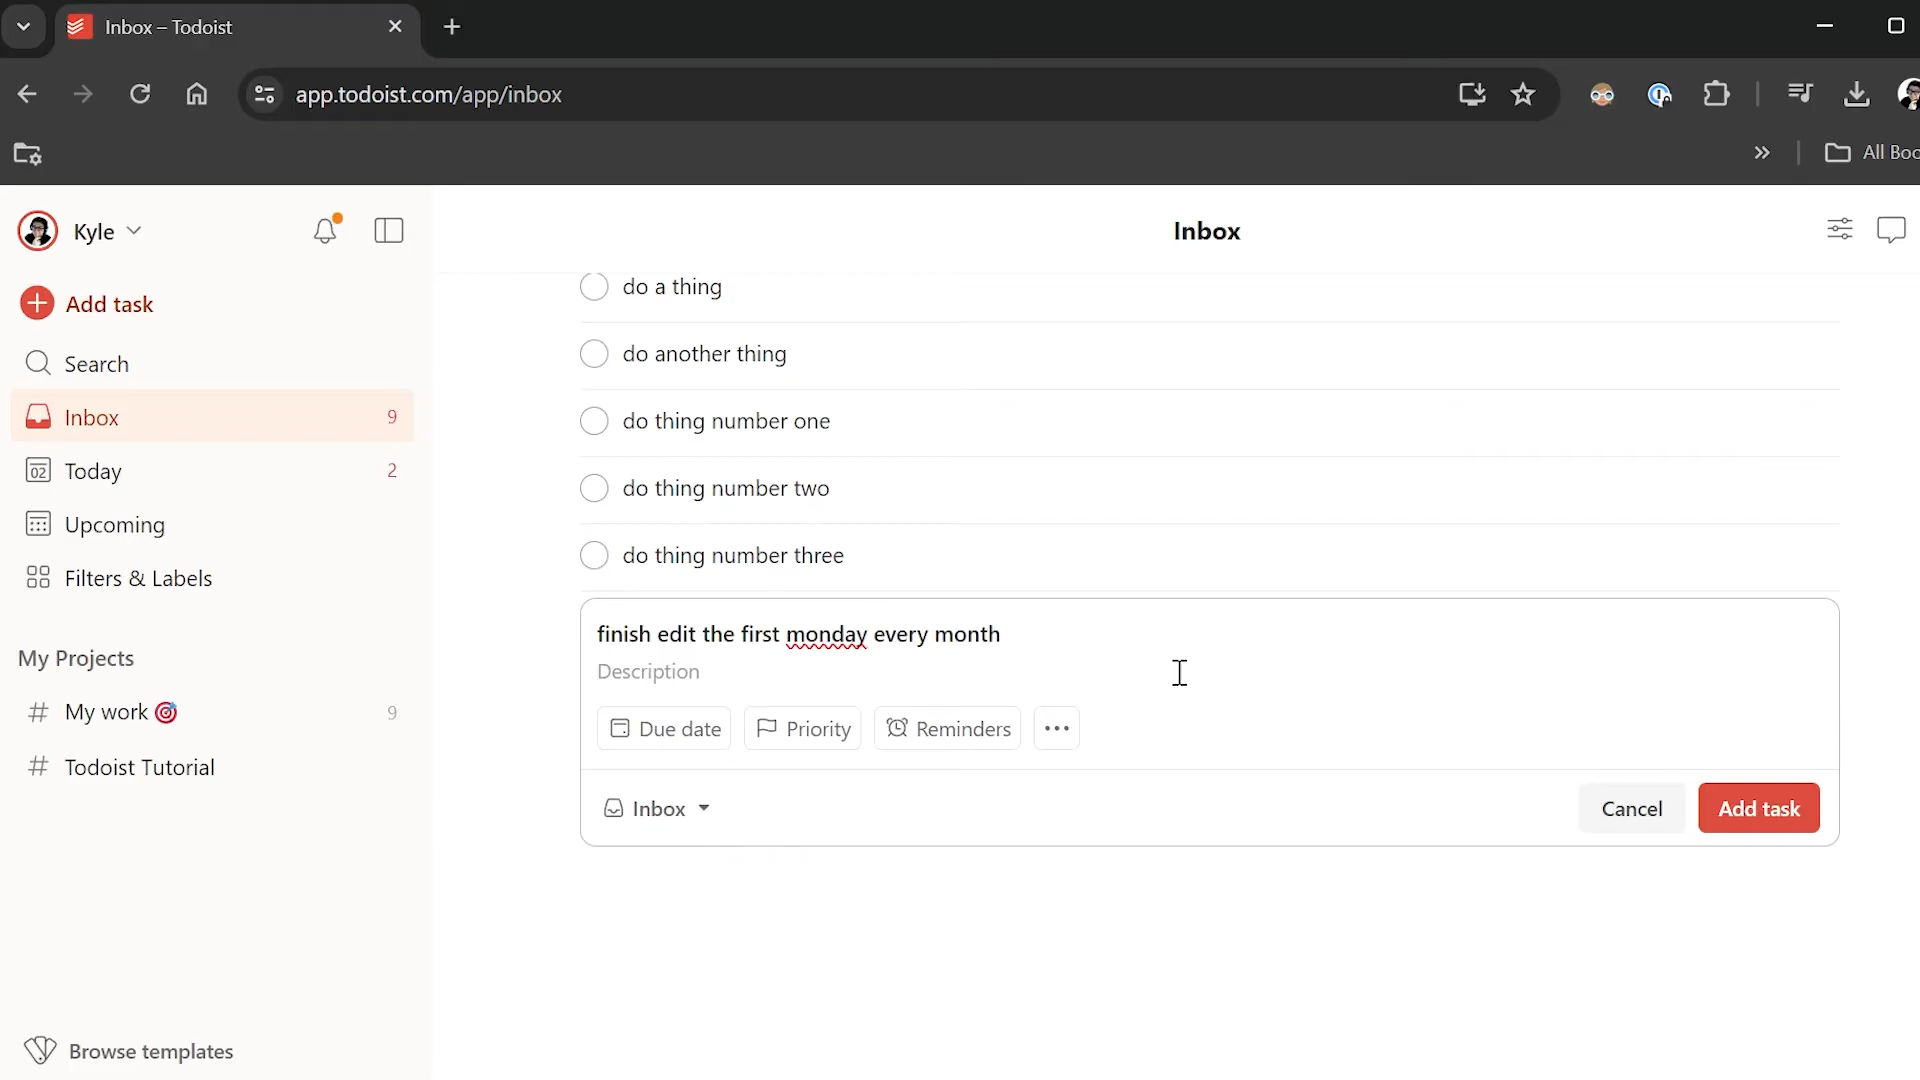 Inbox – Todoist
app.todoist.com/app/inbox
All Boo
Kyle
Inbox
Add task
Search
Inbox 9
02 Today 2
Upcoming
Filters & Labels
My Projects
# My work 9
# Todoist Tutorial
Browse templates
do a thing
do another thing
do thing number one
do thing number two
do thing number three
finish edit the first monday every month
Description
Due date Priority Reminders
Inbox Cancel Add task